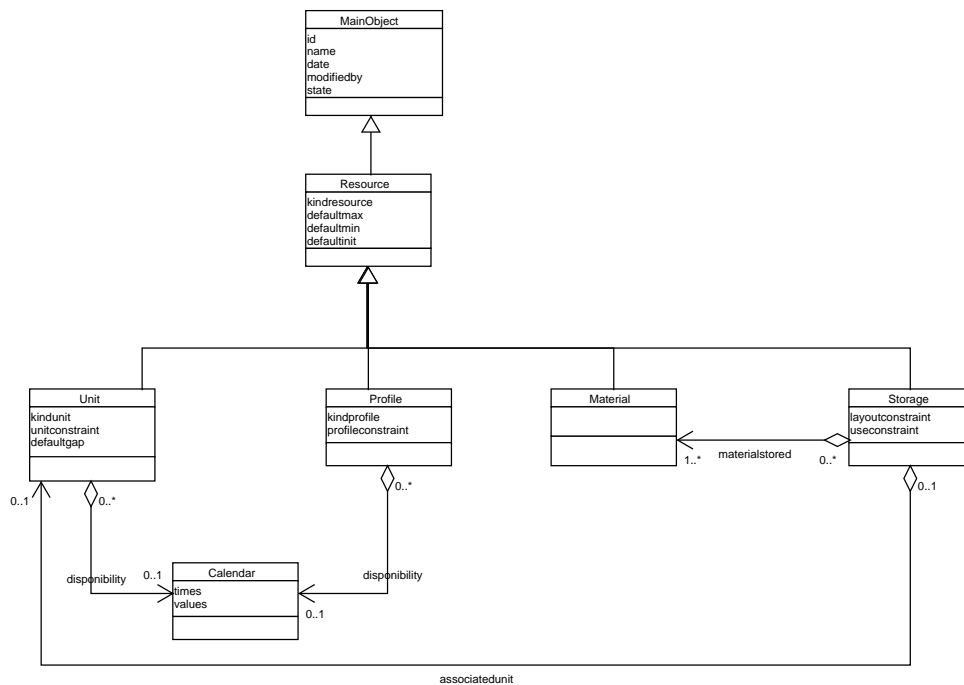 MainObject
id
name
date
modifiedby
state
Resource
kindresource
defaultmax
defaultmin
defaultinit
Unit
kindunit
unitconstraint
defaultgap
Profile
kindprofile
profileconstraint
Material
Storage
layoutconstraint
useconstraint
materialstored
1..*
0..*
0..1
0..*
0..*
0..1
disponibility
0..1
Calendar
times
values
disponibility
0..1
associatedunit